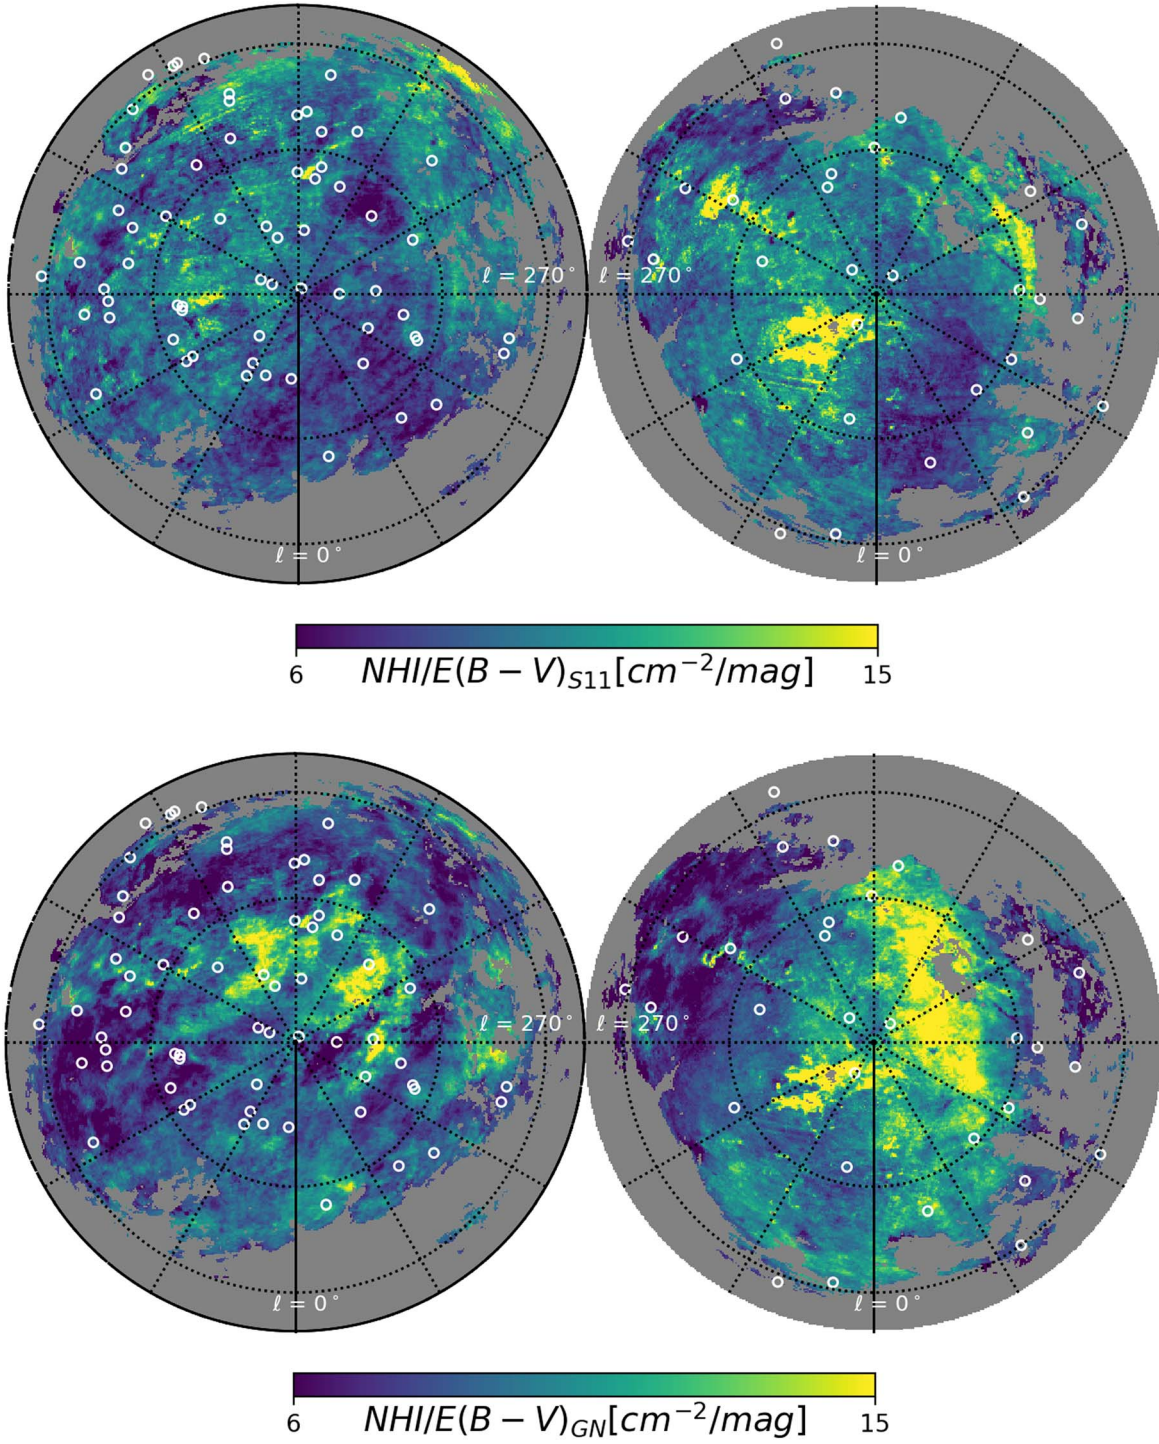 ℓ = 270° ℓ = 270°
ℓ = 0° ℓ = 0°
6 NHI/E(B − V)S11[cm−2/mag] 15
ℓ = 270° ℓ = 270°
ℓ = 0° ℓ = 0°
6 NHI/E(B − V)GN[cm−2/mag] 15